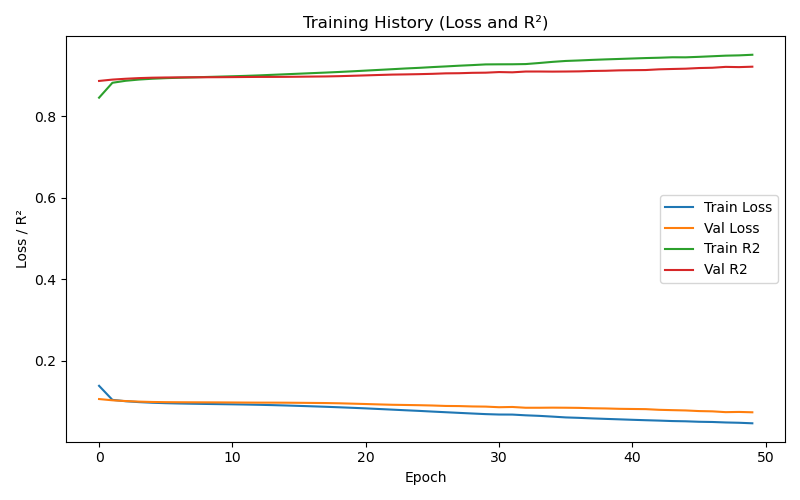 Training History (Loss and R²)
Loss / R²
0.8
0.6
0.4
0.2
Train Loss
Val Loss
Train R2
Val R2
0 10 20 30 40 50
Epoch